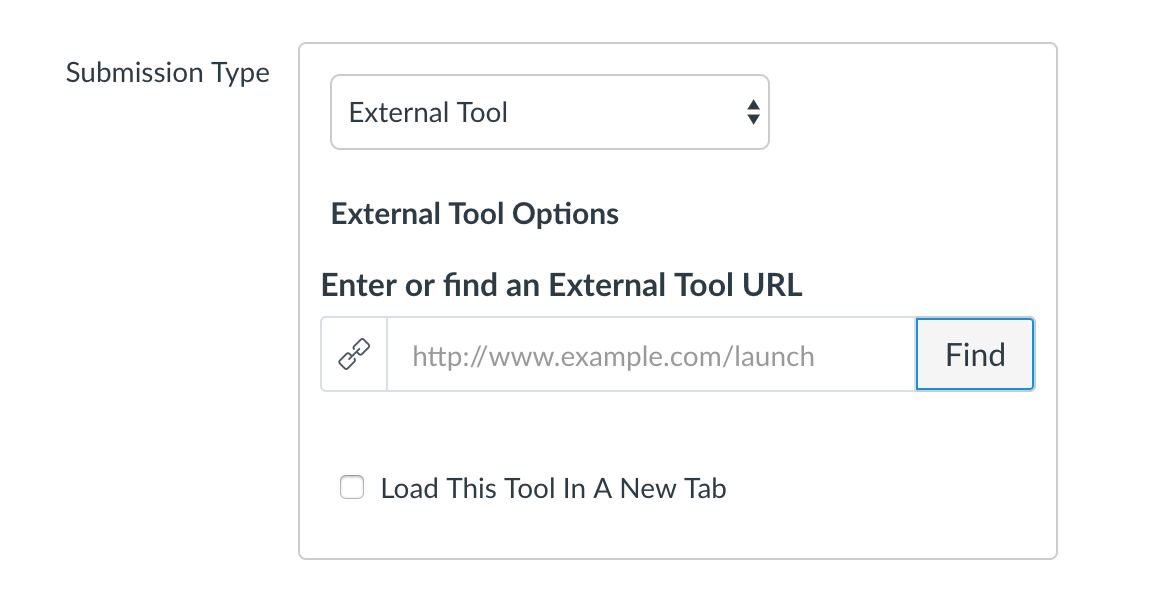 Submission Type
External Tool
External Tool Options
Enter or find an External Tool URL
http://www.example.com/launch
Find
Load This Tool In A New Tab